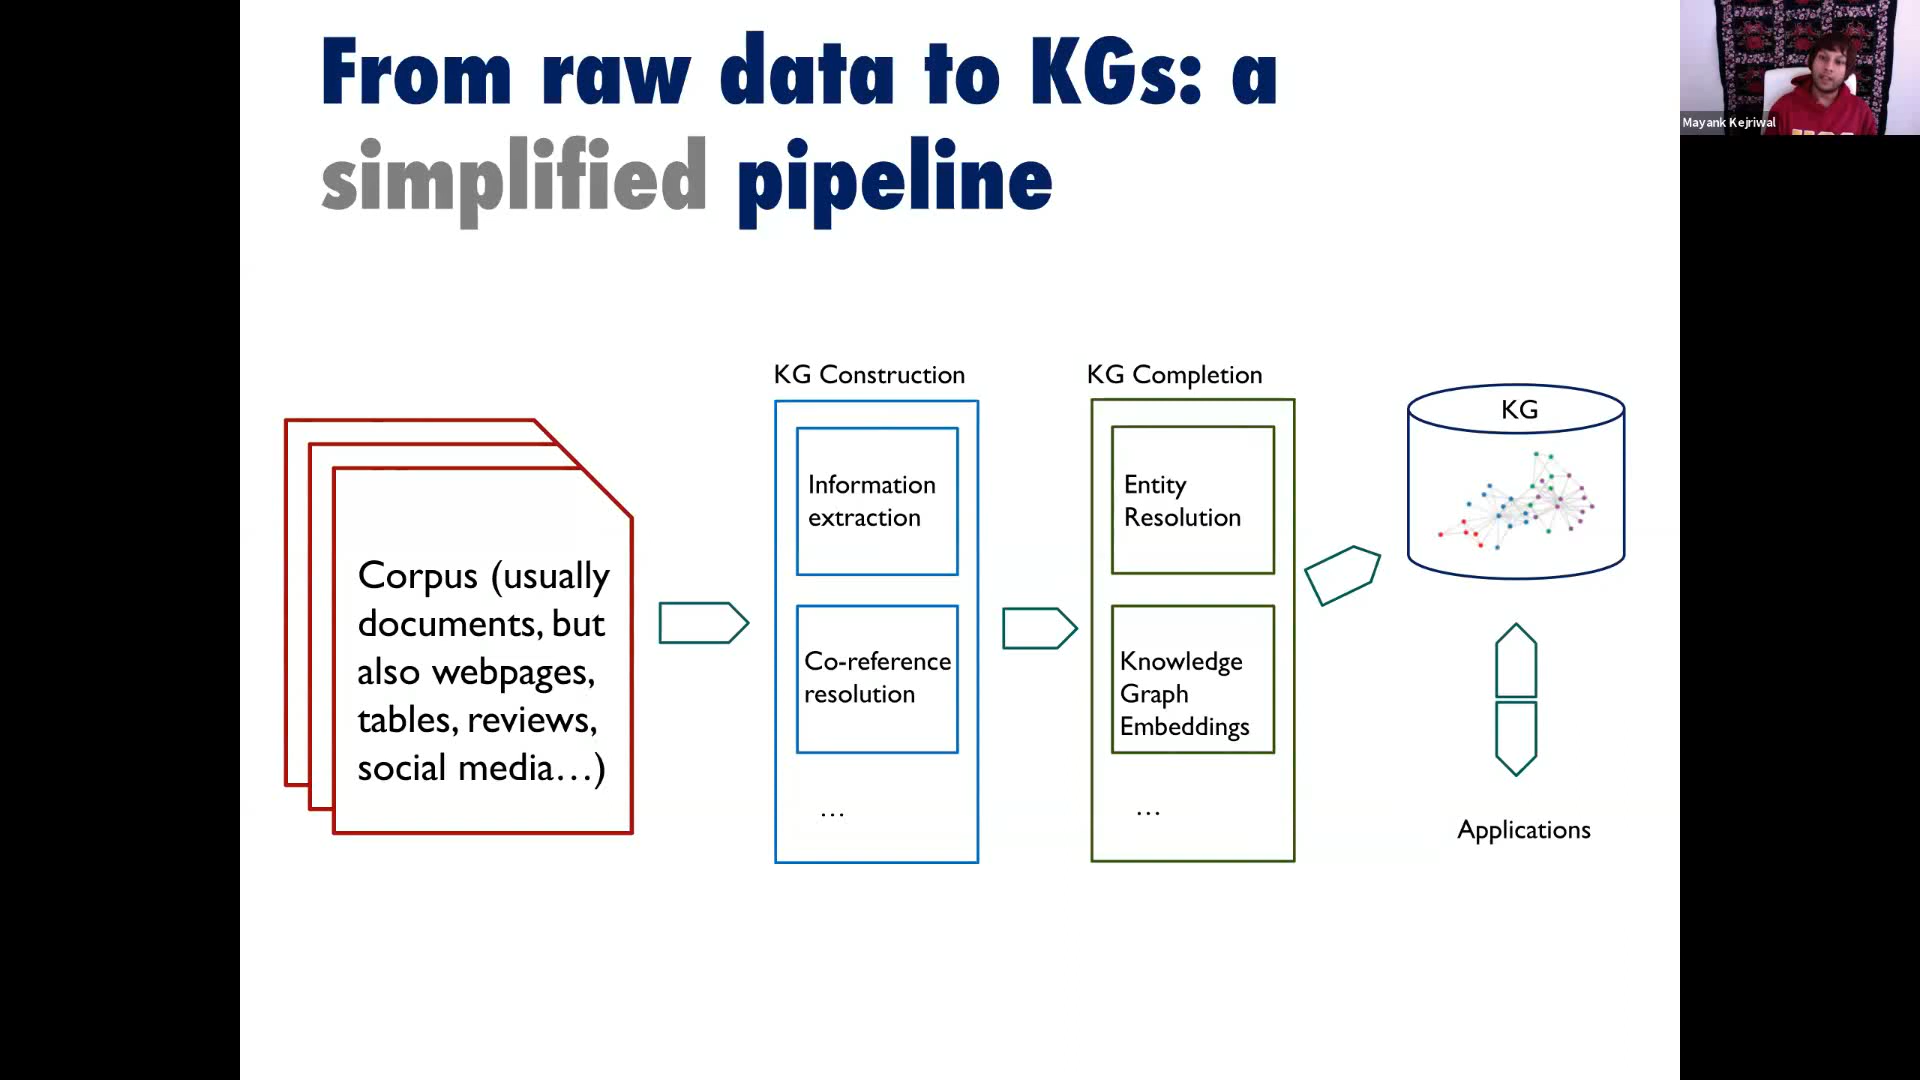 From raw data to KGs: a
simplified pipeline
Mayank Kejriwal
KG Construction
KG Completion
KG
Information
extraction
Entity
Resolution
Corpus (usually
documents, but
also webpages,
tables, reviews,
social media…)
Co-reference
resolution
Knowledge
Graph
Embeddings
…
…
Applications